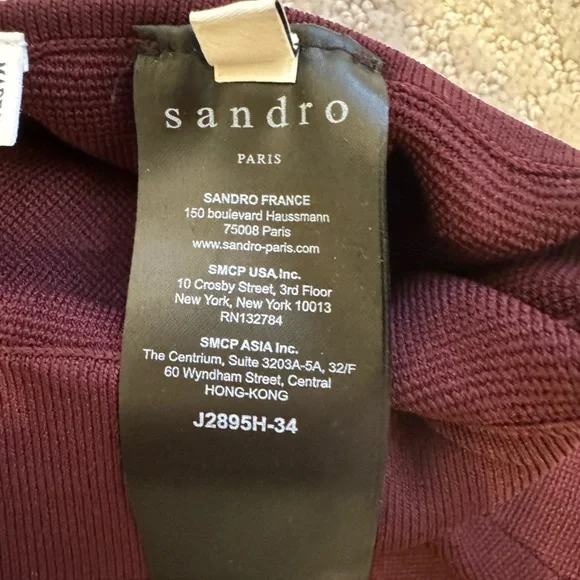 sandro
PARIS
SANDRO FRANCE
150 boulevard Haussmann
75008 Paris
www.sandro-paris.com
SMCP USA.Inc.
10 Crosby Street, 3rd Floor
New York, New York 10013
RN132784
SMCP ASIA Inc.
The Centrium, Suite 3203A-5A, 32/F
60 Wyndham Street, Central
HONG-KONG
J2895H-34